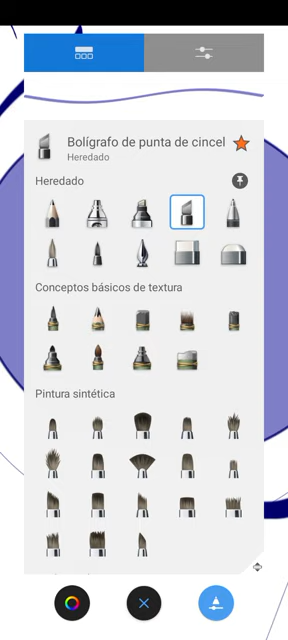 Bolígrafo de punta de cincel
Heredado
Heredado
Conceptos básicos de textura
Pintura sintética